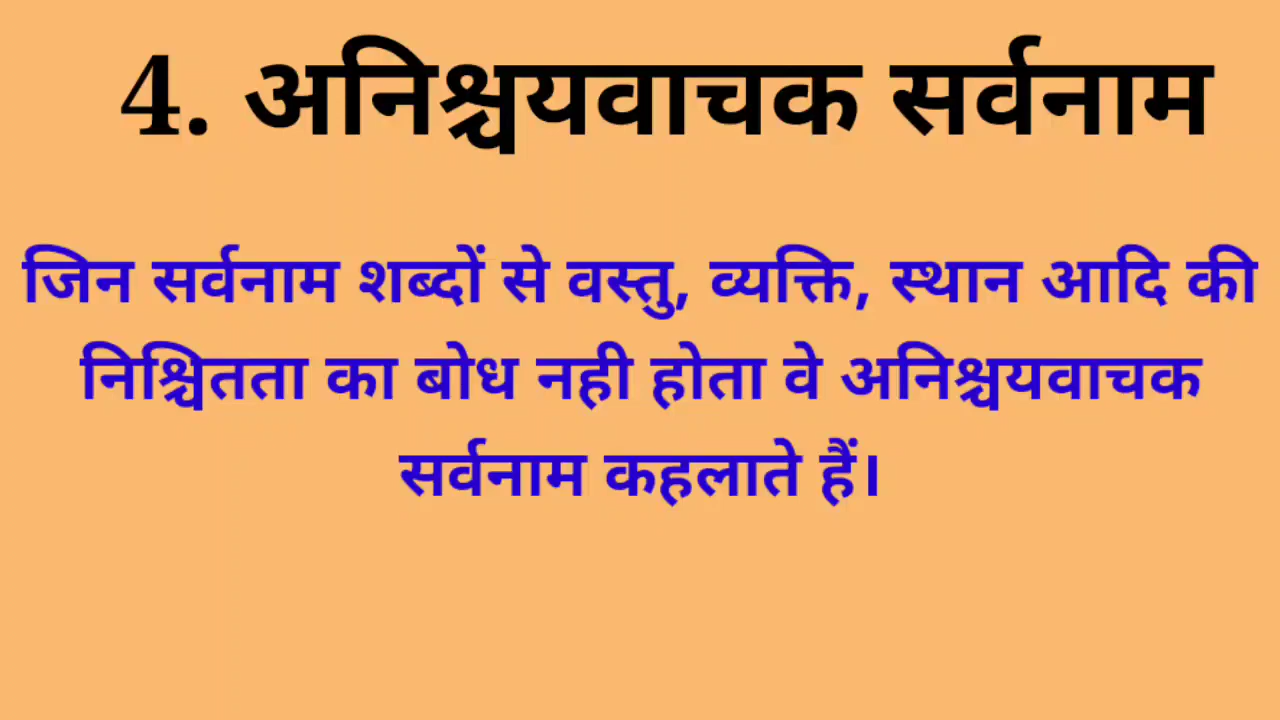 4. अनिश्चयवाचक सर्वनाम
जिन सर्वनाम शब्दों से वस्तु, व्यक्ति, स्थान आदि की
निश्चितता का बोध नही होता वे अनिश्चयवाचक
सर्वनाम कहलाते हैं।